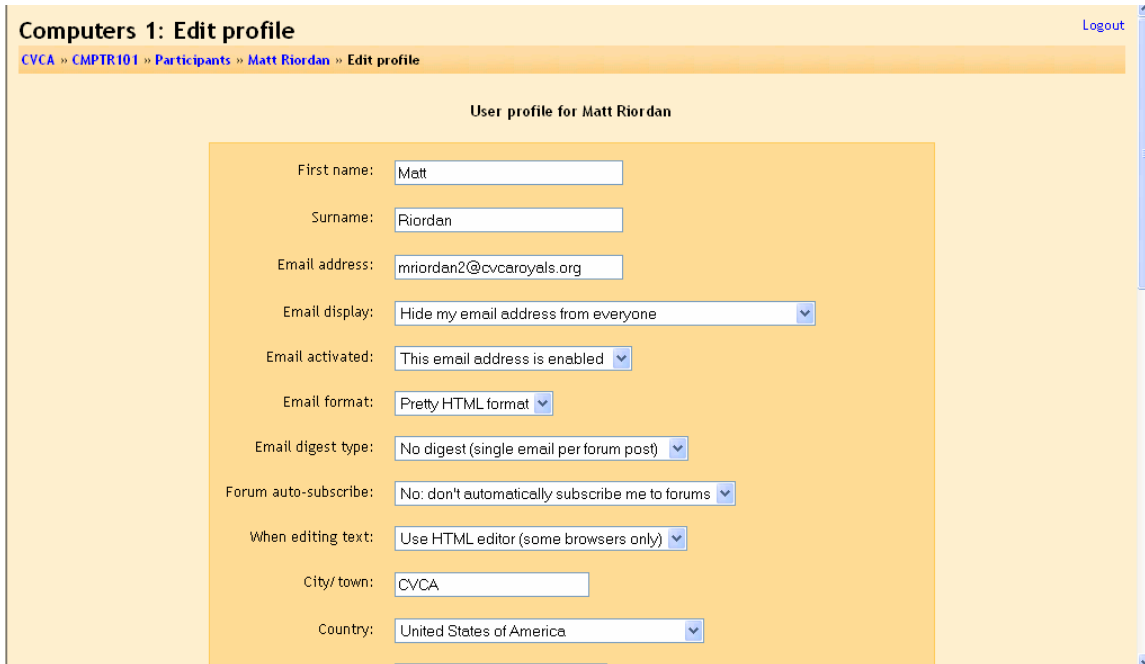 Computers 1: Edit profile
Logout
CVCA » CMPTR101 » Participants » Matt Riordan » Edit profile
User profile for Matt Riordan
First name: Matt
Surname: Riordan
Email address: mriordan2@cvcaroyals.org
Email display: Hide my email address from everyone
Email activated: This email address is enabled
Email format: Pretty HTML format
Email digest type: No digest (single email per forum post)
Forum auto-subscribe: No: don't automatically subscribe me to forums
When editing text: Use HTML editor (some browsers only)
City/town: CVCA
Country: United States of America